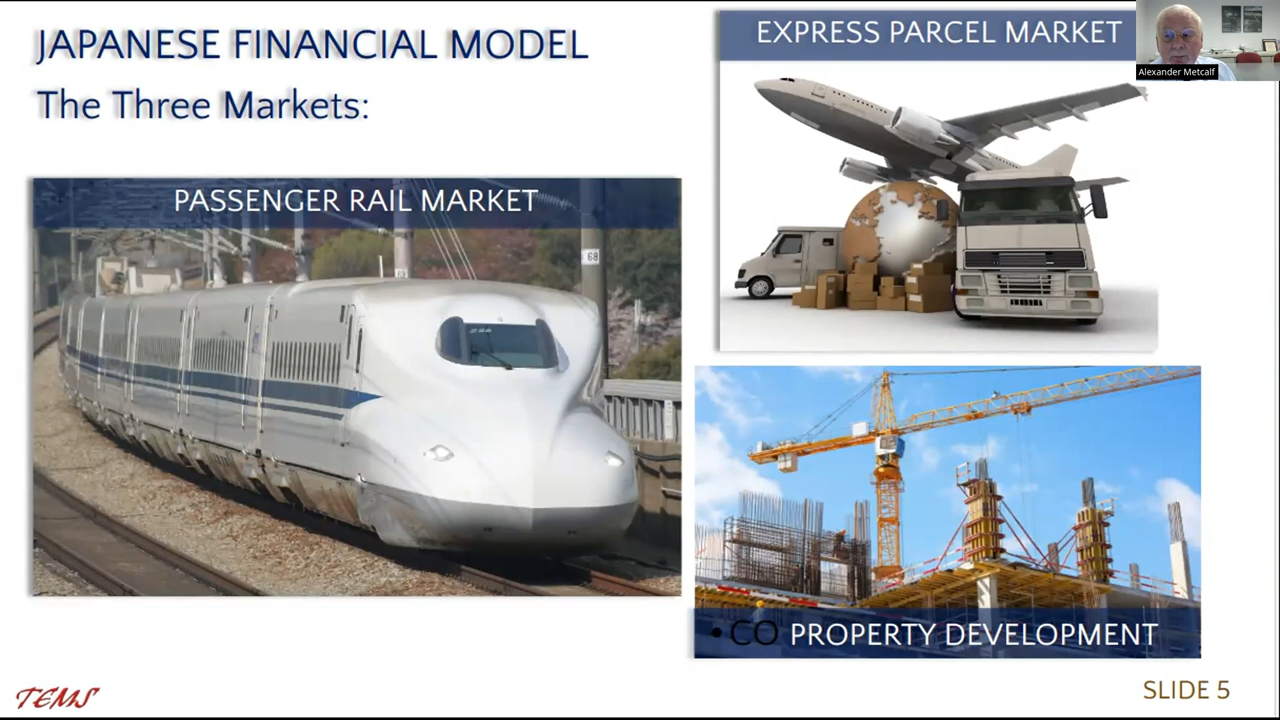 JAPANESE FINANCIAL MODEL
The Three Markets:
EXPRESS PARCEL MARKET
Alexander Metcalf
PASSENGER RAIL MARKET
68
• CO PROPERTY DEVELOPMENT
TEMS
SLIDE 5